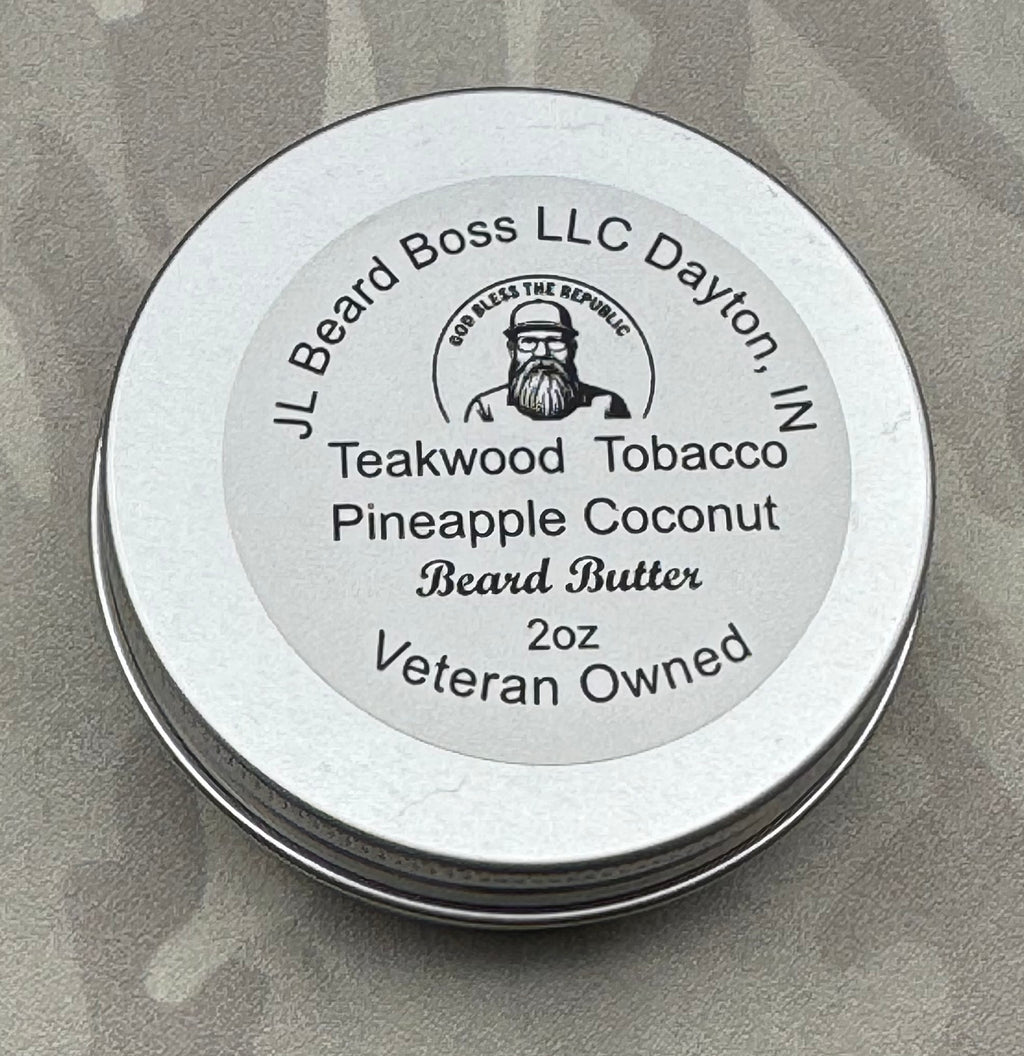 JL Beard Boss LLC Dayton, IN
GOD BLESS THE REPUBLIC
Teakwood Tobacco
Pineapple Coconut
Beard Butter
2oz
Veteran Owned